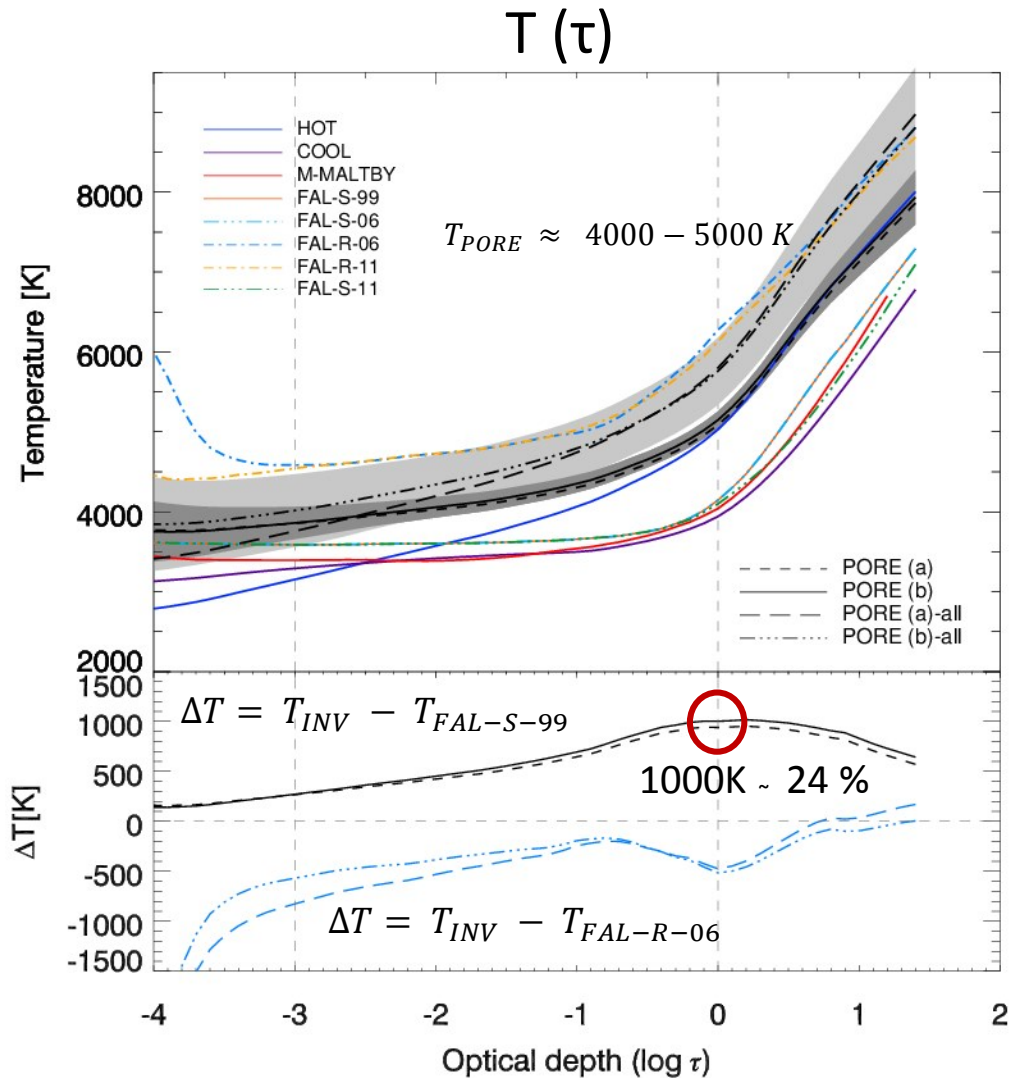 T (τ)
HOT
COOL
M-MALTBY
FAL-S-99
FAL-S-06
FAL-R-06
FAL-R-11
FAL-S-11
T_PORE ≈ 4000 − 5000 K
8000
6000
4000
2000
Temperature [K]
PORE (a)
PORE (b)
PORE (a)-all
PORE (b)-all
1500
1000
500
0
-500
-1000
-1500
ΔT[K]
ΔT = T_INV − T_FAL−S−99
1000K ~ 24 %
ΔT = T_INV − T_FAL−R−06
-4 -3 -2 -1 0 1 2
Optical depth (log τ)